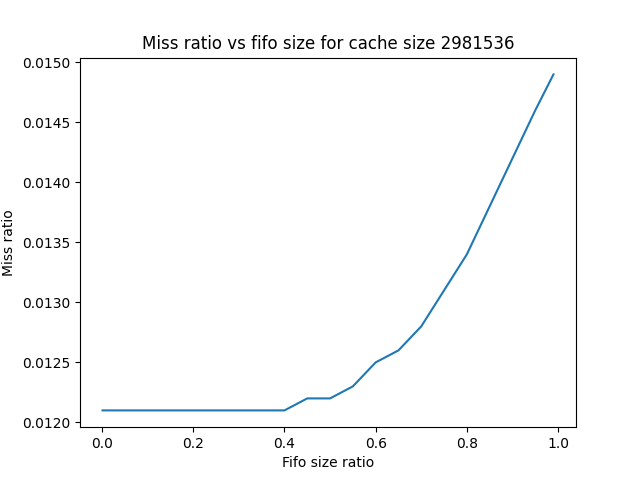 Miss ratio vs fifo size for cache size 2981536
0.0150
0.0145
0.0140
0.0135
0.0130
0.0125
0.0120
Miss ratio
0.0 0.2 0.4 0.6 0.8 1.0
Fifo size ratio